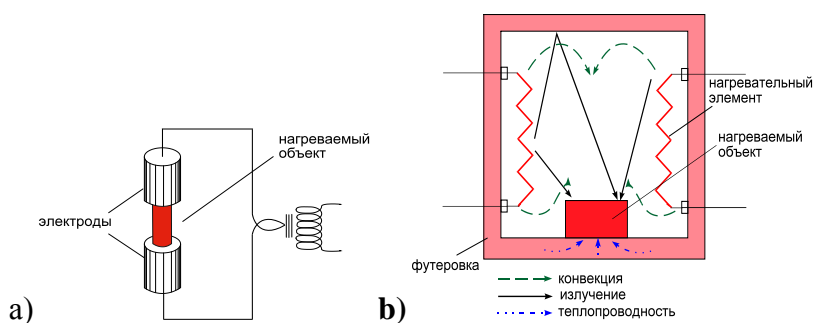 нагреваемый
объект
электроды
a)
нагревательный
элемент
нагреваемый
объект
футеровка
конвекция
излучение
теплопроводность
b)